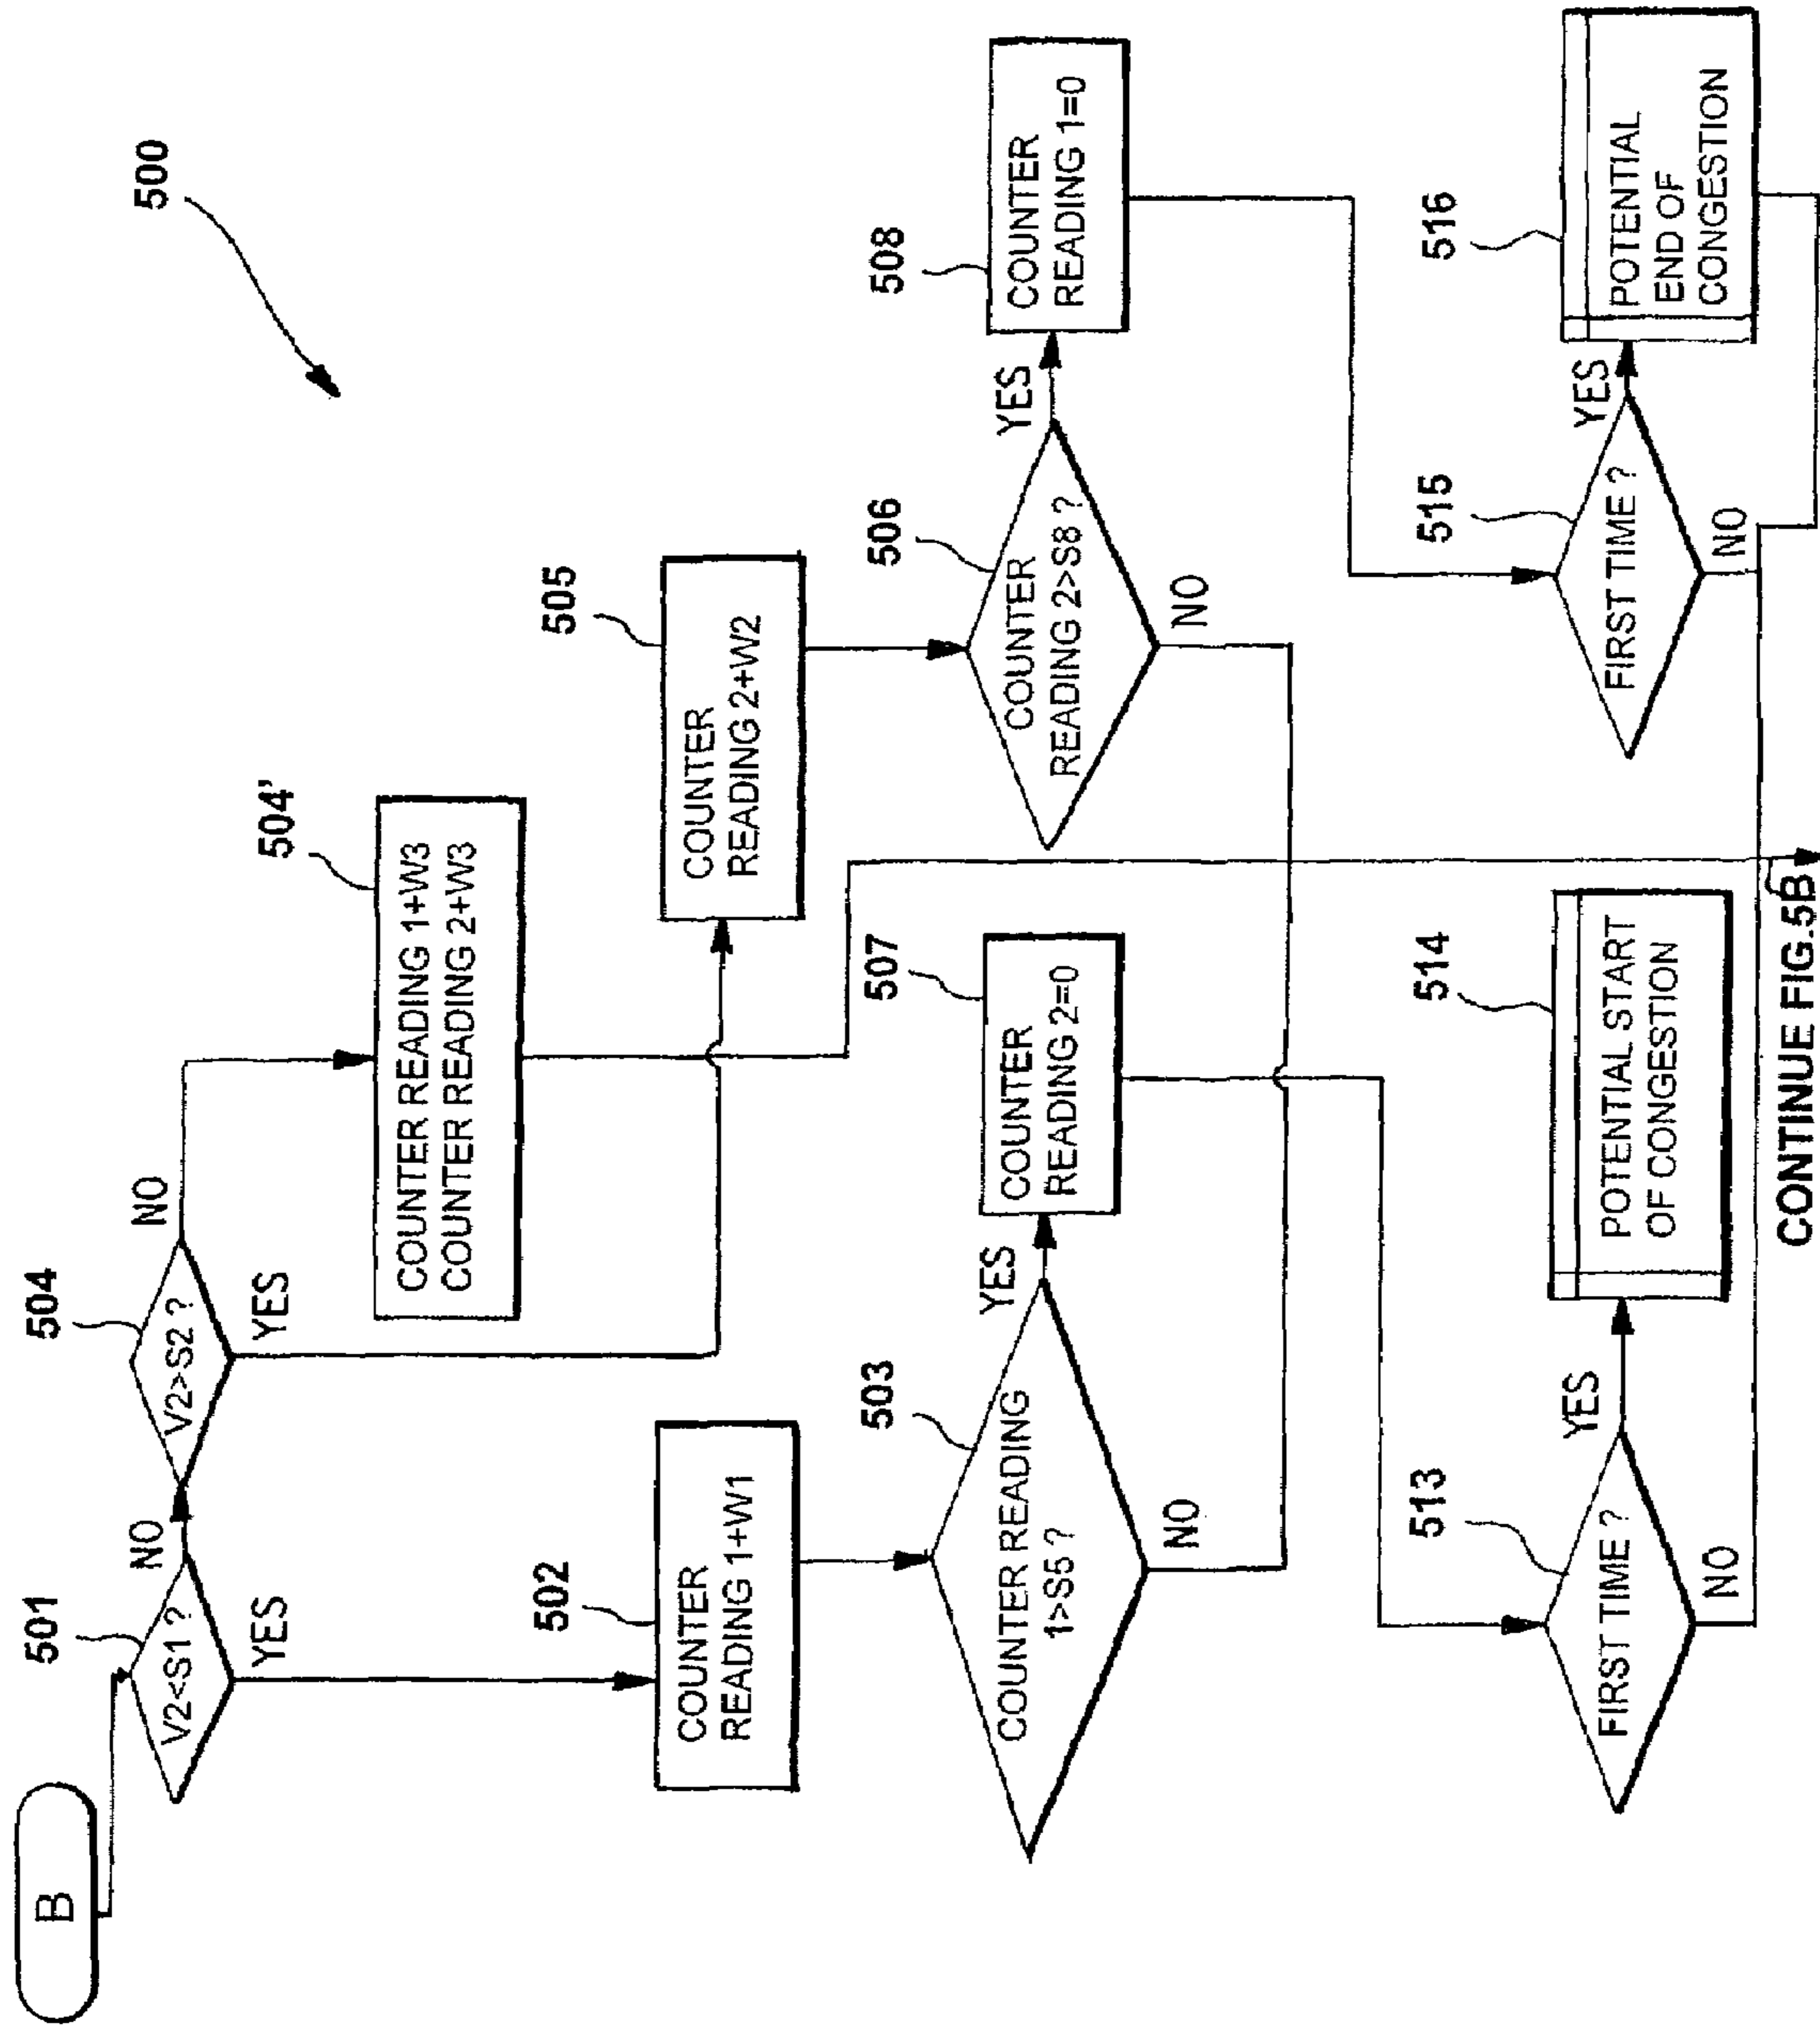 500
B
501
V2<S1 ?
NO
YES
504
V2>S2 ?
NO
YES
504'
COUNTER READING 1+W3
COUNTER READING 2+W3
502
COUNTER
READING 1+W1
505
COUNTER
READING 2+W2
503
COUNTER READING
1>S5 ?
YES
NO
507
COUNTER
READING 2=0
506
COUNTER
READING 2>S8 ?
YES
NO
508
COUNTER
READING 1=0
513
FIRST TIME ?
YES
NO
514
POTENTIAL START
OF CONGESTION
515
FIRST TIME ?
YES
NO
516
POTENTIAL
END OF
CONGESTION
CONTINUE FIG.5B